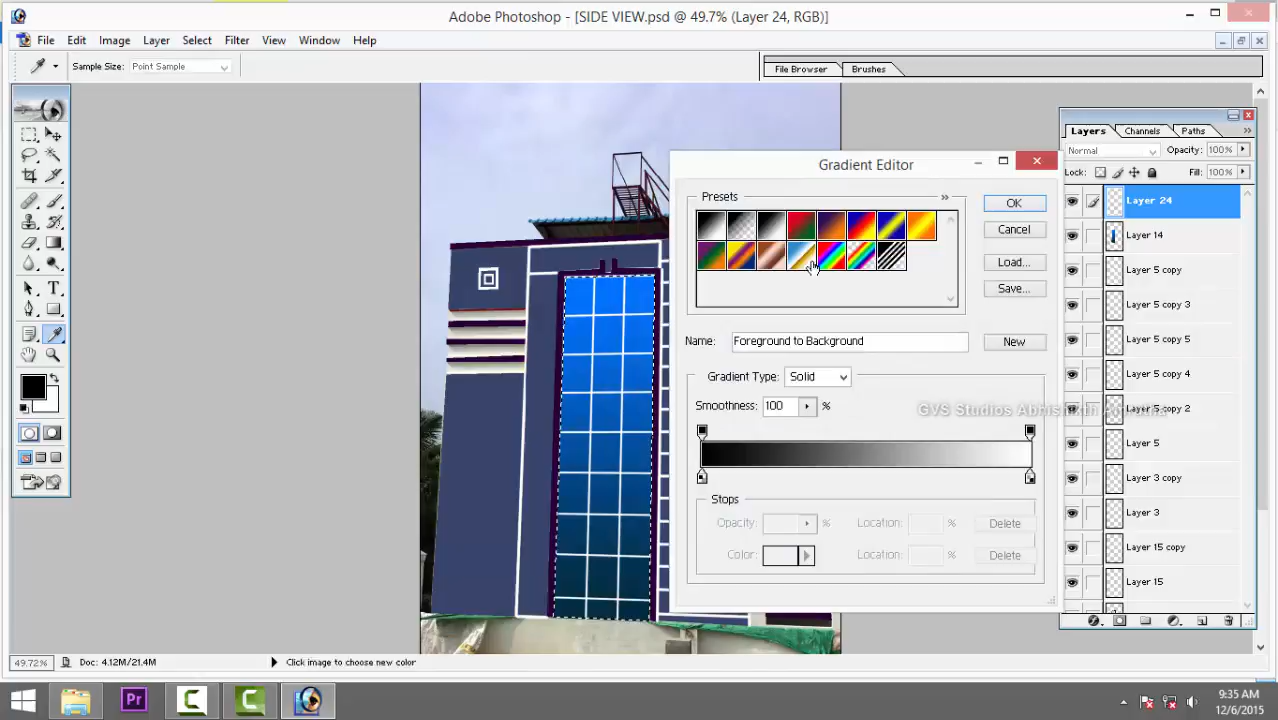 Adobe Photoshop - [SIDE VIEW.psd @ 49.7% (Layer 24, RGB)]
File Edit Image Layer Select Filter View Window Help
Sample Size: Point Sample
File Browser Brushes
Layers Channels Paths
Normal Opacity: 100%
Lock: Fill: 100%
Layer 24
Layer 14
Layer 5 copy
Layer 5 copy 3
Layer 5 copy 5
Layer 5 copy 4
Layer 5 copy 2
Layer 5
Layer 3 copy
Layer 3
Layer 15 copy
Layer 15
Gradient Editor
Presets
OK
Cancel
Load...
Save...
Name: Foreground to Background
New
Gradient Type: Solid
Smoothness: 100 %
Stops
Opacity: % Location: % Delete
Color: Location: % Delete
GVS Studios
49.72% Doc: 4.12M/21.4M Click image to choose new color
Pr
9:35 AM
12/6/2015